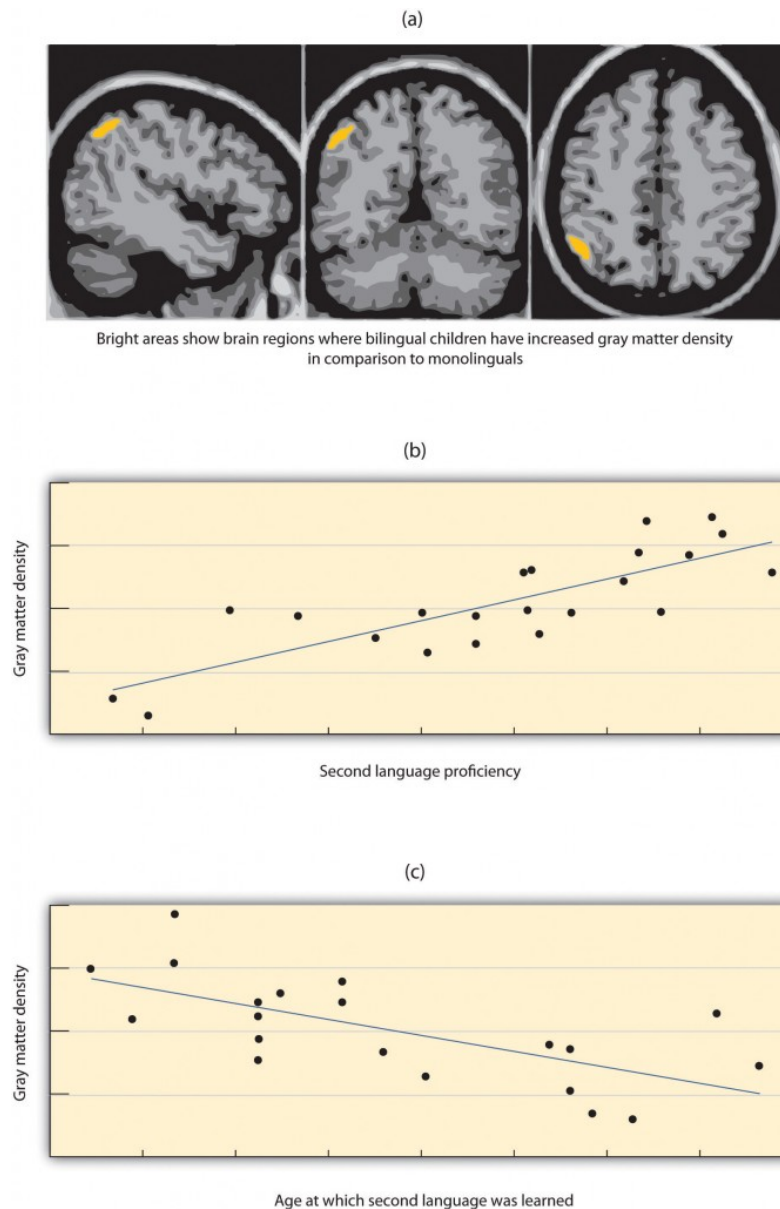 (a)
Bright areas show brain regions where bilingual children have increased gray matter density
in comparison to monolinguals
(b)
Gray matter density
Second language proficiency
(c)
Gray matter density
Age at which second language was learned